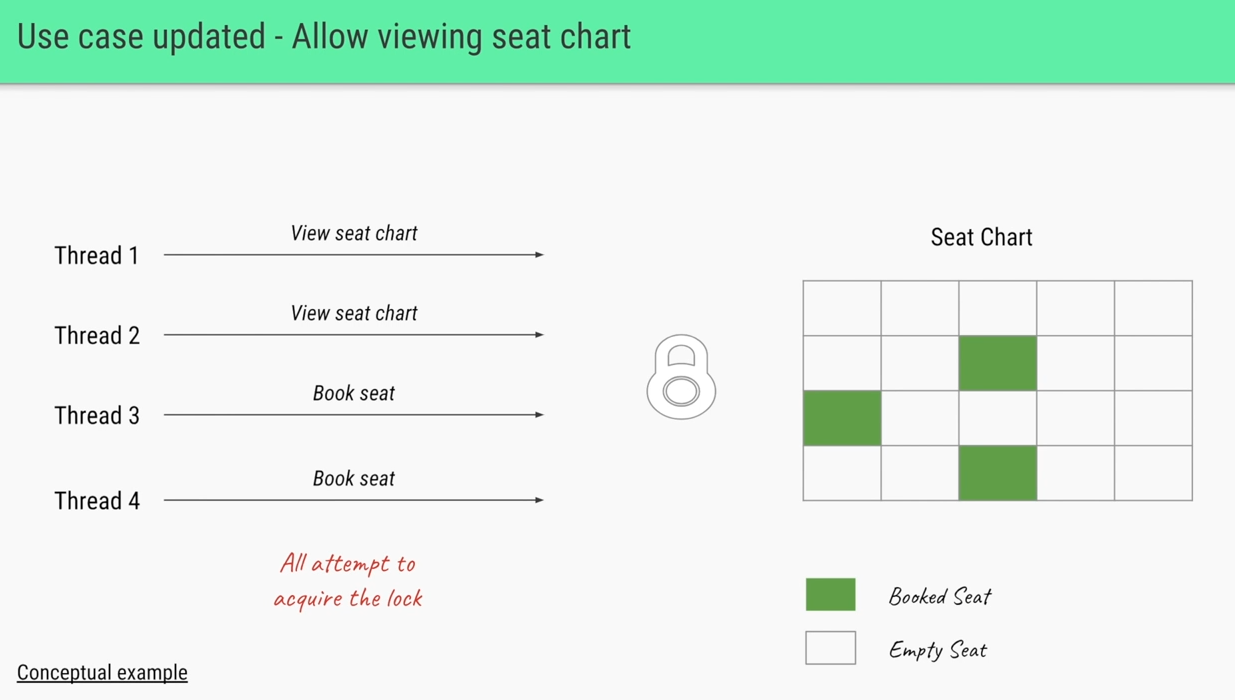 Use case updated - Allow viewing seat chart
View seat chart
Thread 1
View seat chart
Thread 2
Book seat
Thread 3
Book seat
Thread 4
All attempt to
acquire the lock
Seat Chart
Booked Seat
Empty Seat
Conceptual example